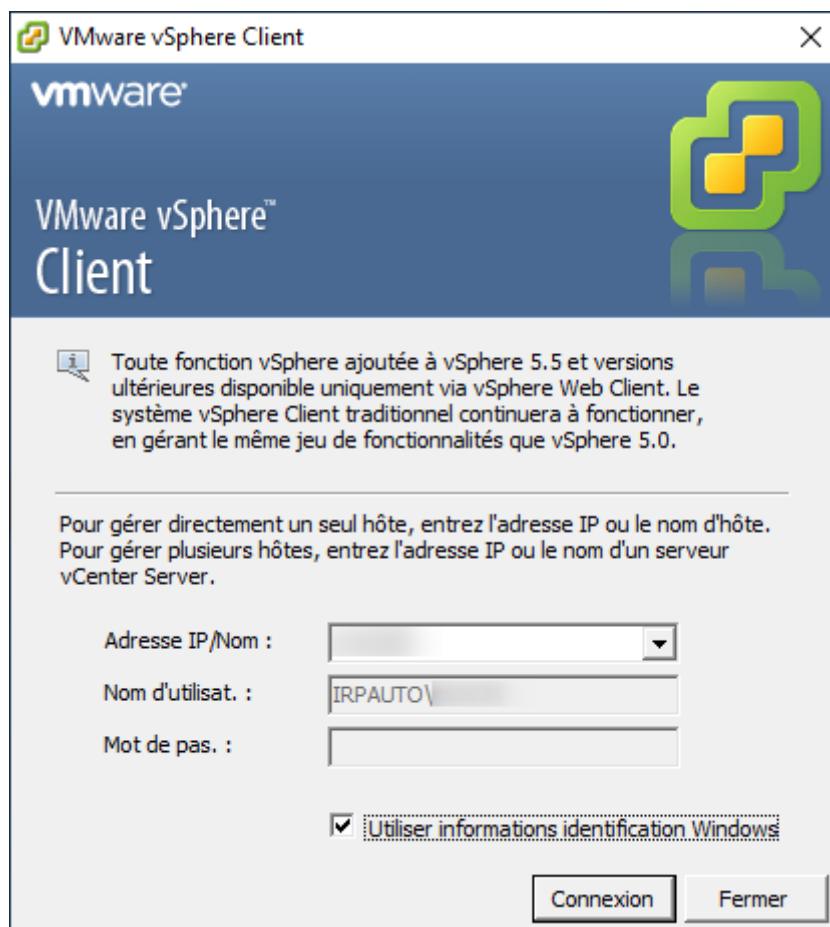 VMware vSphere Client
vmware®
VMware vSphere™
Client
Toute fonction vSphere ajoutée à vSphere 5.5 et versions
ultérieures disponible uniquement via vSphere Web Client. Le
système vSphere Client traditionnel continuera à fonctionner,
en gérant le même jeu de fonctionnalités que vSphere 5.0.
Pour gérer directement un seul hôte, entrez l'adresse IP ou le nom d'hôte.
Pour gérer plusieurs hôtes, entrez l'adresse IP ou le nom d'un serveur
vCenter Server.
Adresse IP/Nom :
Nom d'utilisat. : IRPAUTO\
Mot de pas. :
Utiliser informations identification Windows
Connexion Fermer